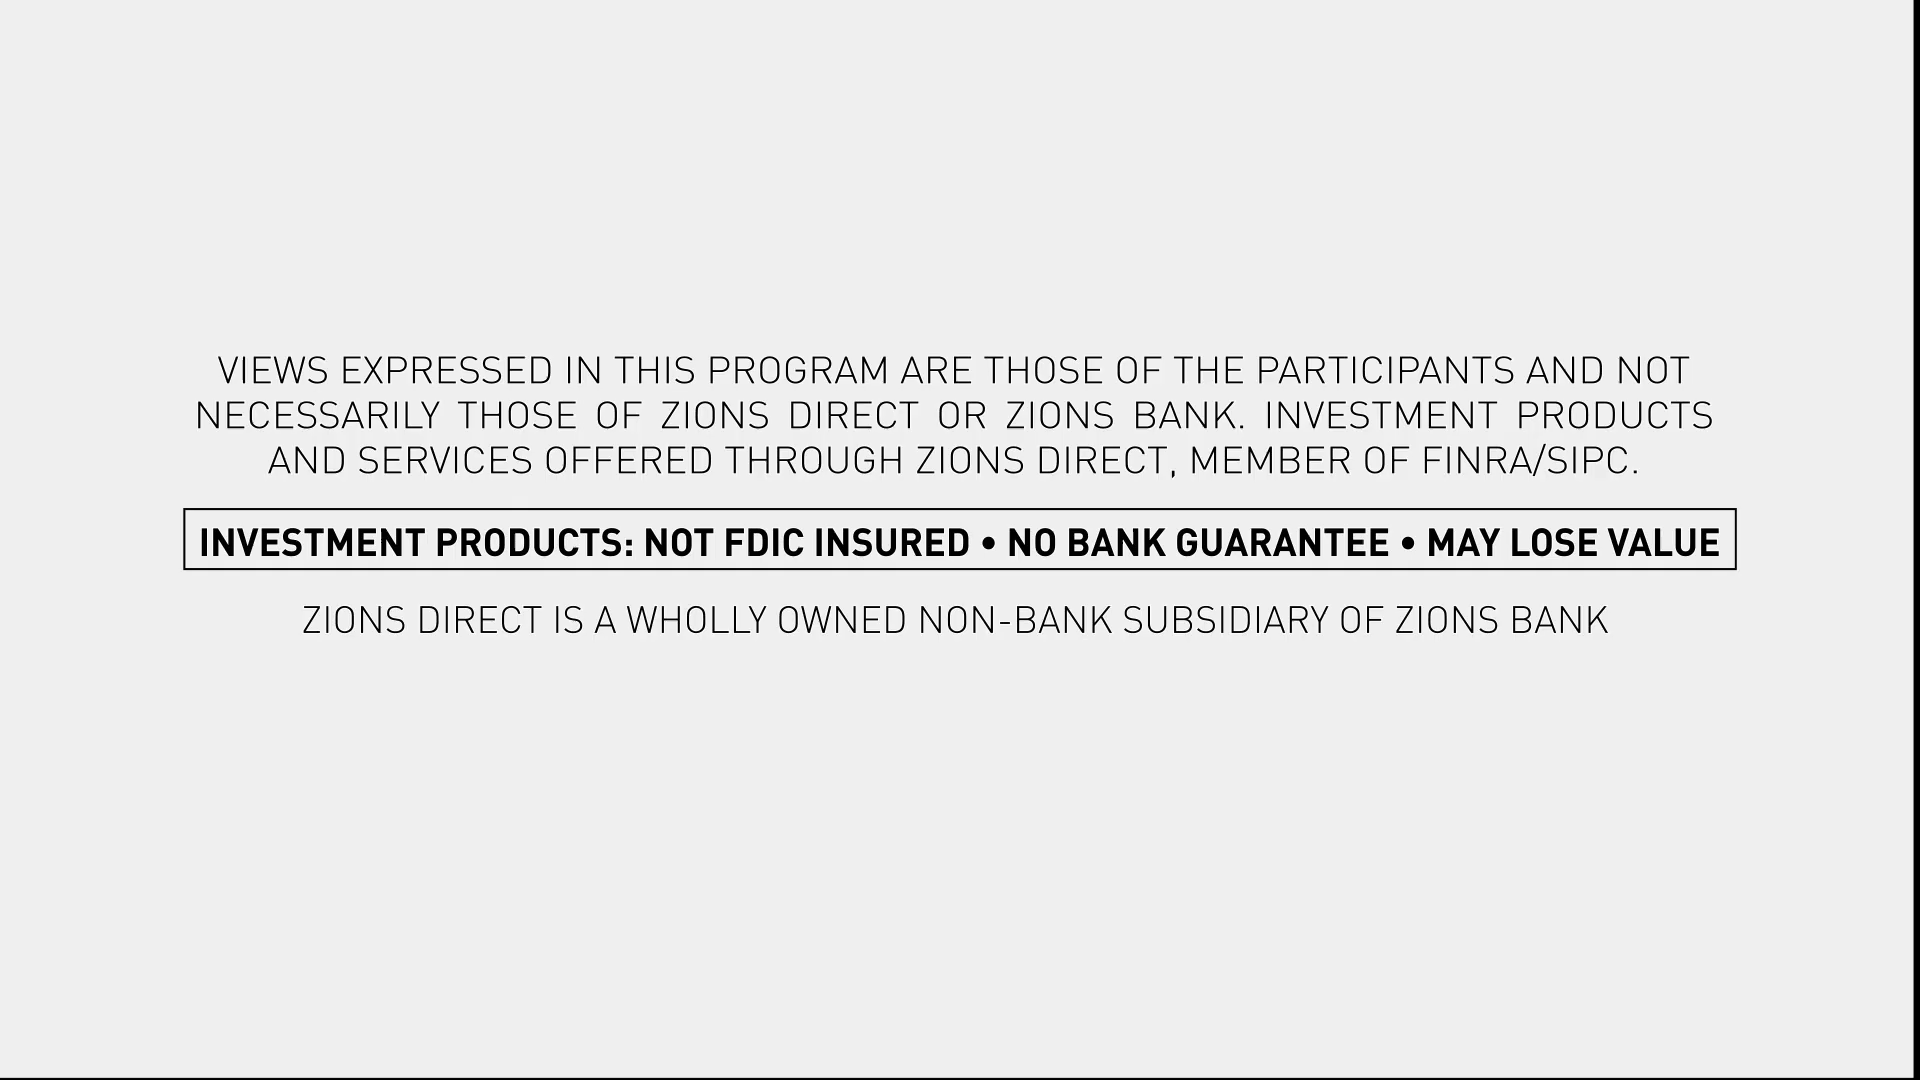 VIEWS EXPRESSED IN THIS PROGRAM ARE THOSE OF THE PARTICIPANTS AND NOT
NECESSARILY THOSE OF ZIONS DIRECT OR ZIONS BANK. INVESTMENT PRODUCTS
AND SERVICES OFFERED THROUGH ZIONS DIRECT, MEMBER OF FINRA/SIPC.
INVESTMENT PRODUCTS: NOT FDIC INSURED • NO BANK GUARANTEE • MAY LOSE VALUE
ZIONS DIRECT IS A WHOLLY OWNED NON-BANK SUBSIDIARY OF ZIONS BANK